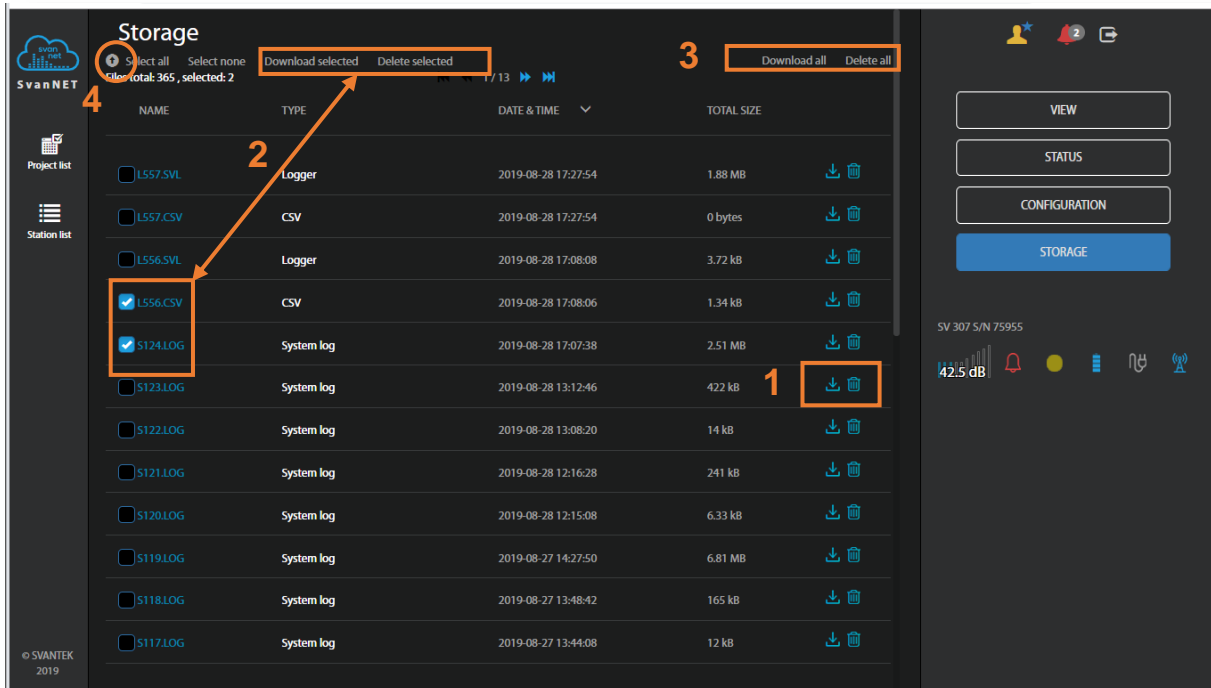 Storage
svan
net
SvanNET
Select all Select none Download selected Delete selected
3
Download all Delete all
2
Files total: 365 , selected: 2
1 / 13
4
NAME TYPE DATE & TIME TOTAL SIZE
2
Project list
Station list
L557.SVL Logger 2019-08-28 17:27:54 1.88 MB
L557.CSV CSV 2019-08-28 17:27:54 0 bytes
L556.SVL Logger 2019-08-28 17:08:08 3.72 kB
L556.CSV CSV 2019-08-28 17:08:06 1.34 kB
S124.LOG System log 2019-08-28 17:07:38 2.51 MB
S123.LOG System log 2019-08-28 13:12:46 422 kB
1
S122.LOG System log 2019-08-28 13:08:20 14 kB
S121.LOG System log 2019-08-28 12:16:28 241 kB
S120.LOG System log 2019-08-28 12:15:08 6.33 kB
S119.LOG System log 2019-08-27 14:27:50 6.81 MB
S118.LOG System log 2019-08-27 13:48:42 165 kB
S117.LOG System log 2019-08-27 13:44:08 12 kB
VIEW
STATUS
CONFIGURATION
STORAGE
SV 307 S/N 75955
42.5 dB
© SVANTEK
2019